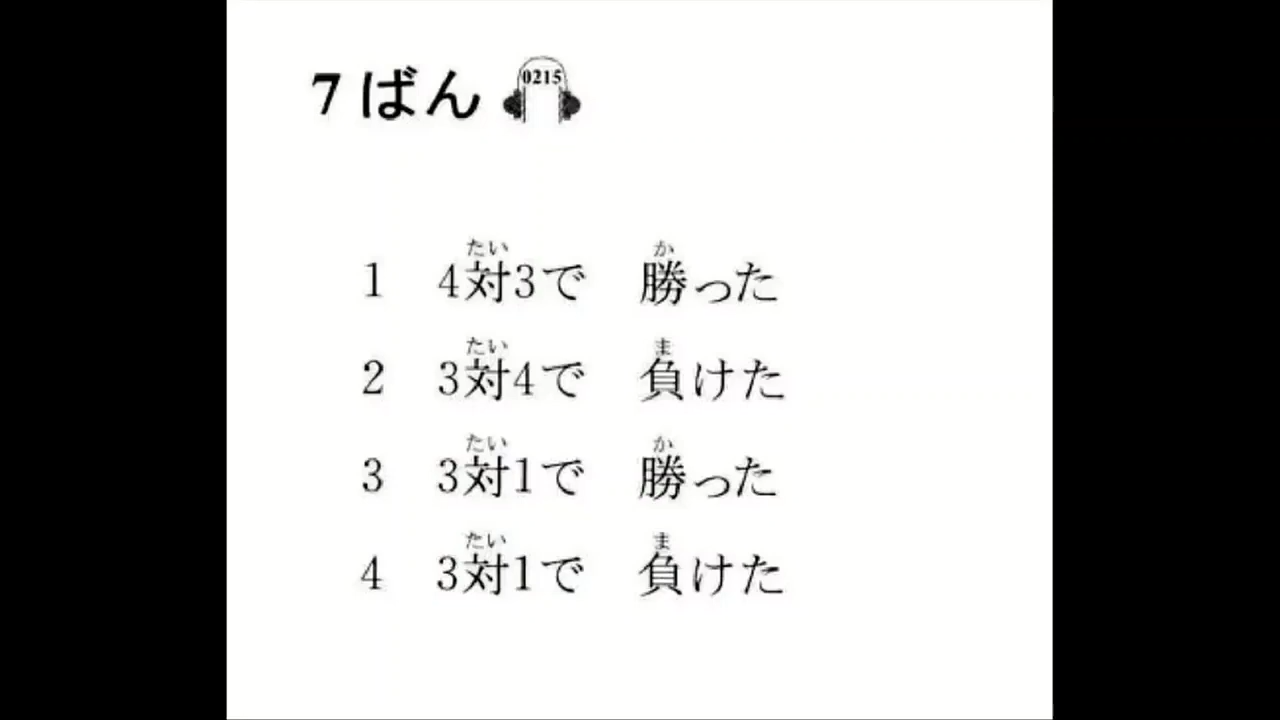 7ばん 0215
1 4対3で 勝った
2 3対4で 負けた
3 3対1で 勝った
4 3対1で 負けた